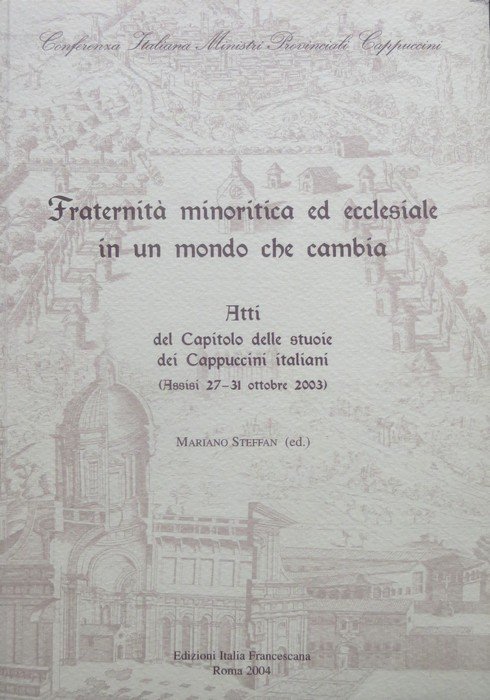 Conferenza Italiana Ministri Provinciali Cappuccini
Fraternità minoritica ed ecclesiale
in un mondo che cambia
Atti
del Capitolo delle stuoie
dei Cappuccini italiani
(Assisi 27-31 ottobre 2003)
MARIANO STEFFAN (ed.)
Edizioni Italia Francescana
Roma 2004